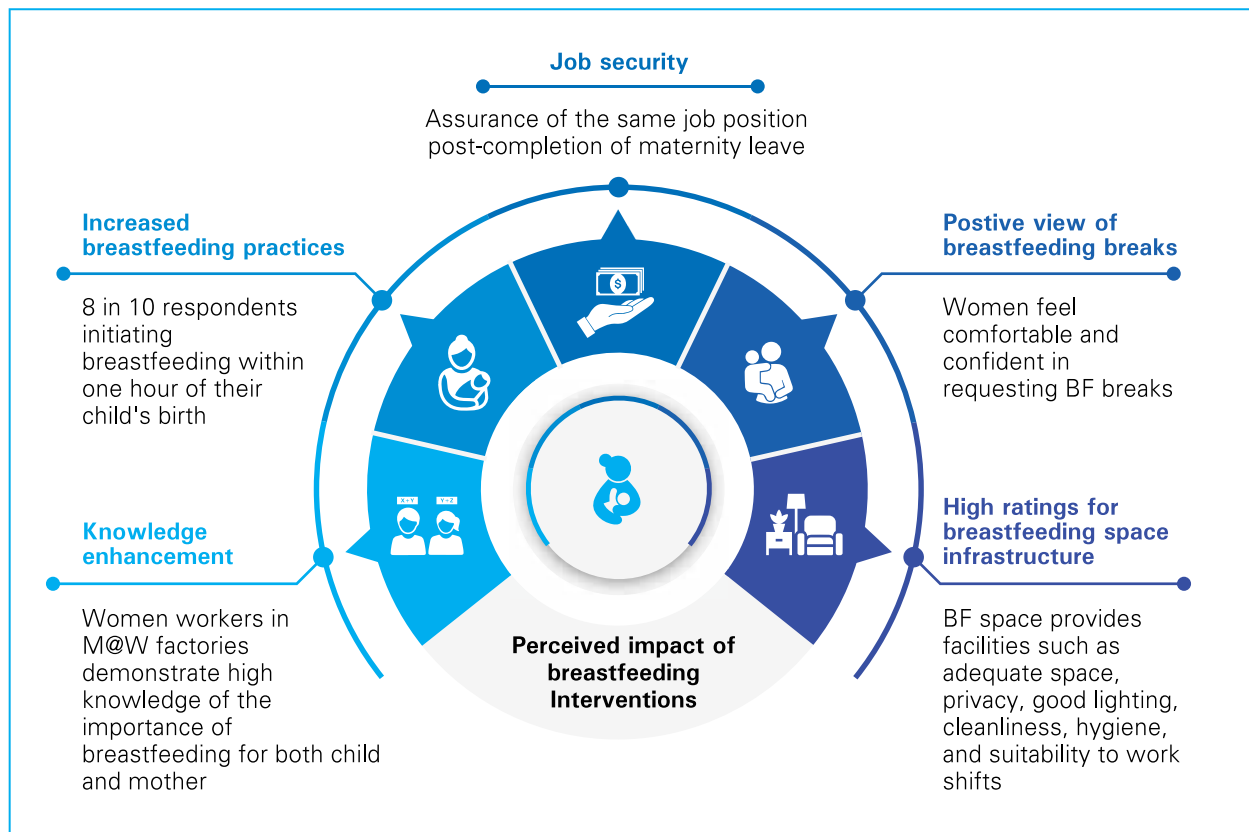 Job security
Assurance of the same job position
post-completion of maternity leave
Increased
breastfeeding practices
8 in 10 respondents
initiating
breastfeeding within
one hour of their
child's birth
Postive view of
breastfeeding breaks
Women feel
comfortable and
confident in
requesting BF breaks
Knowledge
enhancement
Women workers in
M@W factories
demonstrate high
knowledge of the
importance of
breastfeeding for both child
and mother
High ratings for
breastfeeding space
infrastructure
BF space provides
facilities such as
adequate space,
privacy, good lighting,
cleanliness, hygiene,
and suitability to work
shifts
$
X + Y
Y + Z
Perceived impact of
breastfeeding
Interventions